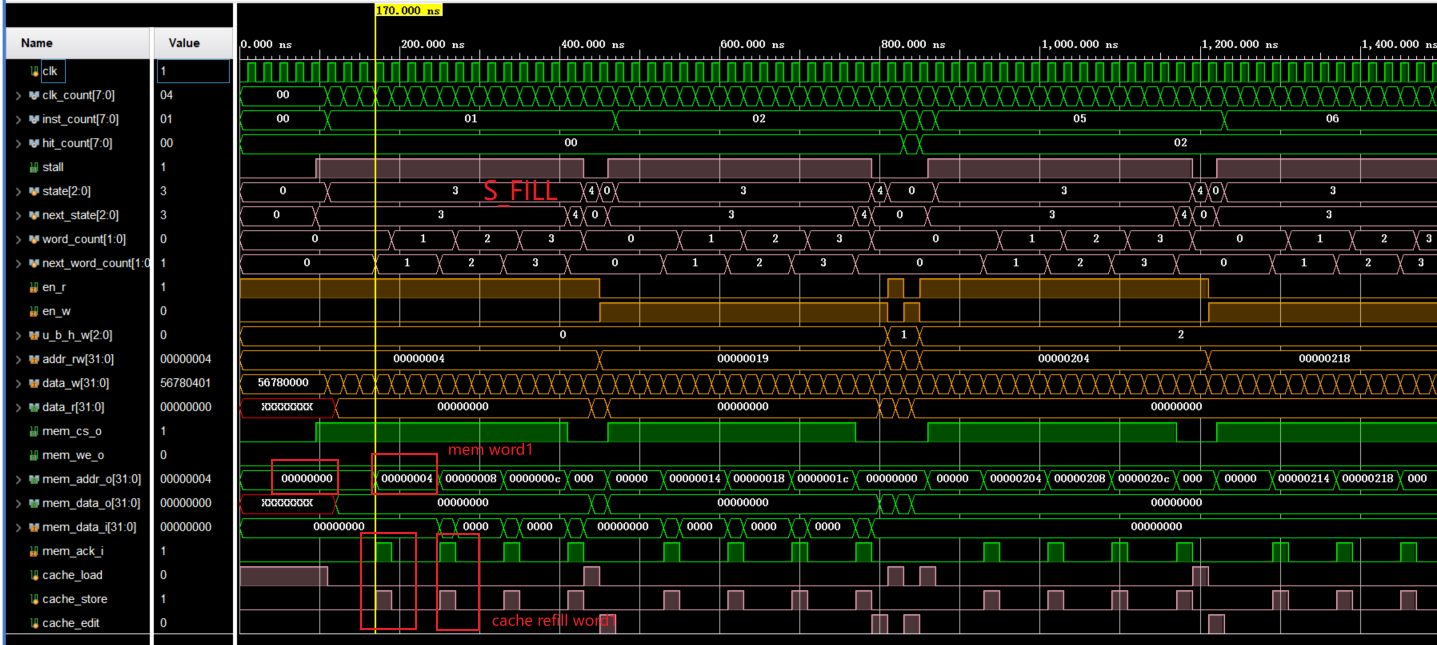 170.000 ns
Name Value 0.000 ns 200.000 ns 400.000 ns 600.000 ns 800.000 ns 1,000.000 ns 1,200.000 ns 1,400.000 ns
clk 1
clk_count[7:0] 04 00
inst_count[7:0] 01 00 01 02 05 06
hit_count[7:0] 00 00 02
stall 1
state[2:0] 3 0 3 S_FILL 4 0 3 4 0 3 4 0 3
next_state[2:0] 3 0 3 4 0 3 4 0 3 4 0 3
word_count[1:0] 0 0 1 2 3 0 1 2 3 0 1 2 3 0 1 2 3
next_word_count[1:0 1 0 1 2 3 0 1 2 3 0 1 2 3 0 1 2 3
en_r 1
en_w 0
u_b_h_w[2:0] 0 0 1 2
addr_rw[31:0] 00000004 00000004 00000019 00000204 00000218
data_w[31:0] 56780401 56780000
data_r[31:0] 00000000 XXXXXXXX 00000000 00000000 00000000
mem_cs_o 1
mem word1
mem_we_o 0
mem_addr_o[31:0] 00000004 00000000 00000004 00000008 0000000c 000 00000 00000014 00000018 0000001c 00000000 00000 00000204 00000208 0000020c 000 00000 00000214 00000218 000
mem_data_o[31:0] 00000000 XXXXXXXX 00000000 00000000 00000000
mem_data_i[31:0] 00000000 00000000 0000 0000 00000000 0000 0000 0000 00000000
mem_ack_i 1
cache_load 0
cache_store 1
cache_edit 0 cache refill word1